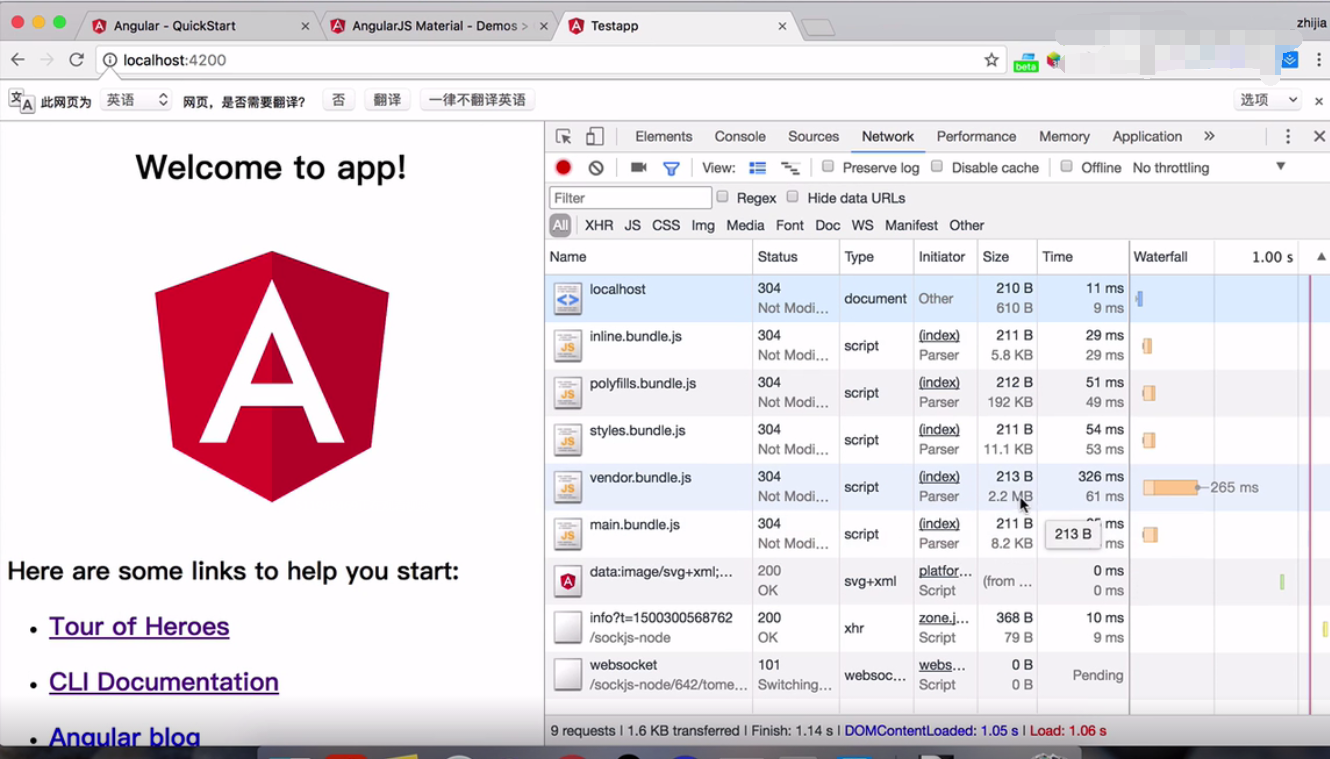 Angular - QuickStart
AngularJS Material - Demos >
Testapp
zhijia
localhost:4200
beta
文A 此网页为 英语 网页，是否需要翻译？ 否 翻译 一律不翻译英语 选项
Welcome to app!
Here are some links to help you start:
Tour of Heroes
CLI Documentation
Angular blog
Elements Console Sources Network Performance Memory Application »
View: Preserve log Disable cache Offline No throttling
Filter Regex Hide data URLs
All XHR JS CSS Img Media Font Doc WS Manifest Other
Name Status Type Initiator Size Time Waterfall 1.00 s
localhost 304 document Other 210 B 11 ms
Not Modi... 610 B 9 ms
inline.bundle.js 304 script (index) 211 B 29 ms
Not Modi... Parser 5.8 KB 29 ms
polyfills.bundle.js 304 script (index) 212 B 51 ms
Not Modi... Parser 192 KB 49 ms
styles.bundle.js 304 script (index) 211 B 54 ms
Not Modi... Parser 11.1 KB 53 ms
vendor.bundle.js 304 script (index) 213 B 326 ms 265 ms
Not Modi... Parser 2.2 MB 61 ms
main.bundle.js 304 script (index) 211 B ms
Not Modi... Parser 8.2 KB 213 B ms
data:image/svg+xml;... 200 svg+xml platfor... (from ... 0 ms
OK Script 0 ms
info?t=1500300568762 200 xhr zone.j... 368 B 10 ms
/sockjs-node OK Script 79 B 9 ms
websocket 101 websoc... webs... 0 B Pending
/sockjs-node/642/tome... Switching... Script 0 B
9 requests | 1.6 KB transferred | Finish: 1.14 s | DOMContentLoaded: 1.05 s | Load: 1.06 s